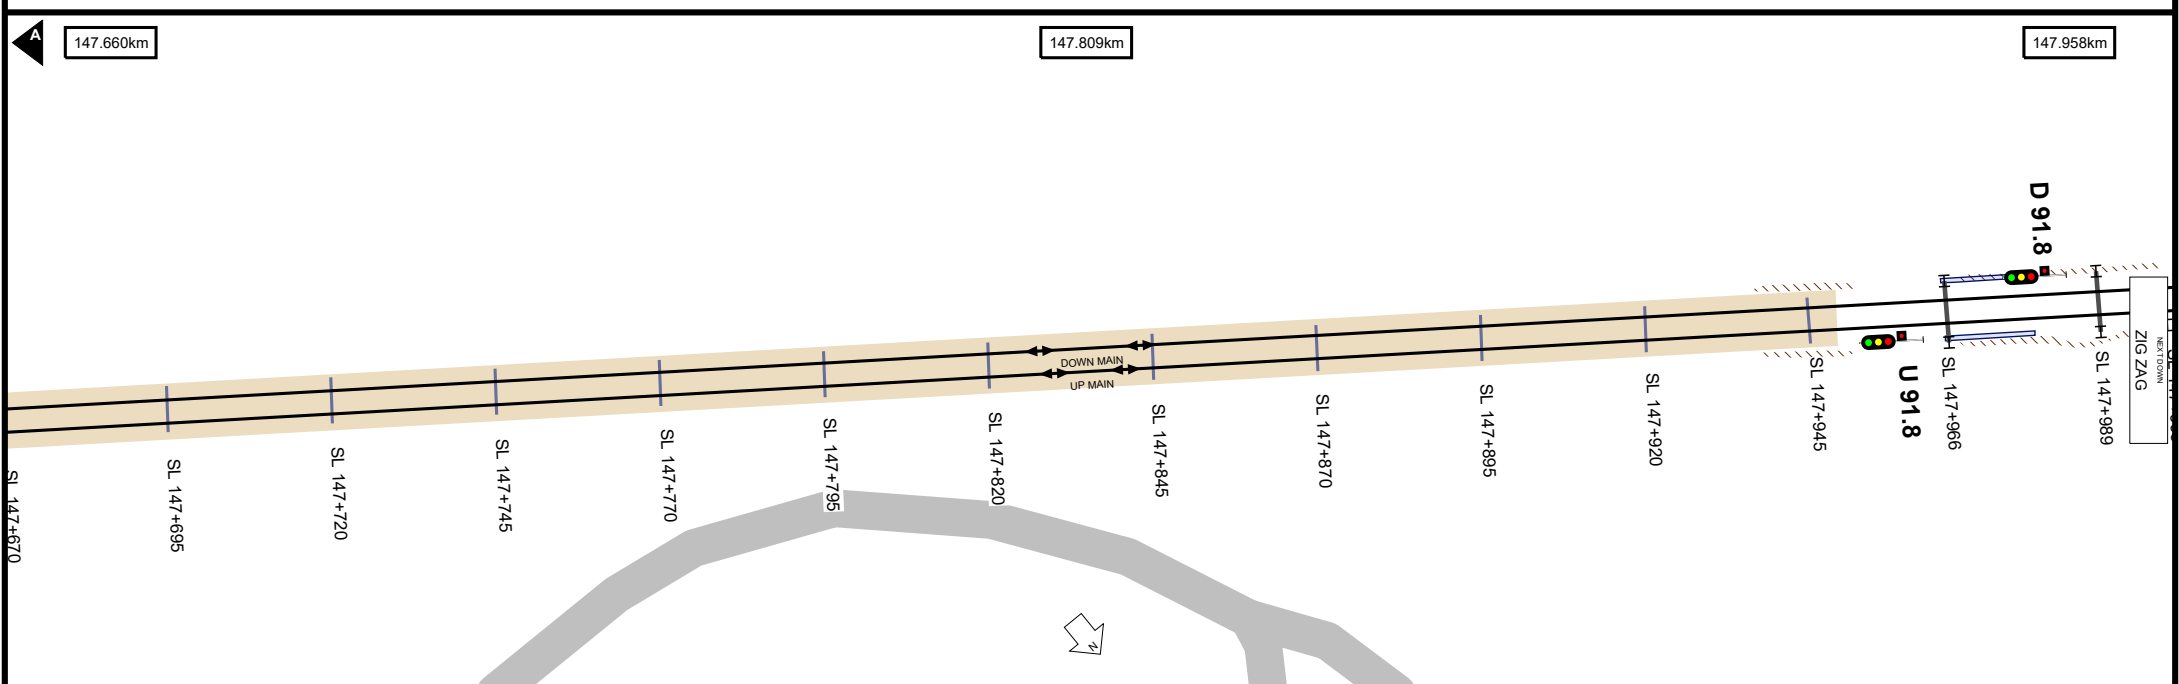 A
147.660km
147.809km
147.958km
D 91.8
DOWN MAIN
UP MAIN
U 91.8
NEXT DOWN
ZIG ZAG
SL 147+670
SL 147+695
SL 147+720
SL 147+745
SL 147+770
SL 147+795
SL 147+820
SL 147+845
SL 147+870
SL 147+895
SL 147+920
SL 147+945
SL 147+966
SL 147+989
N